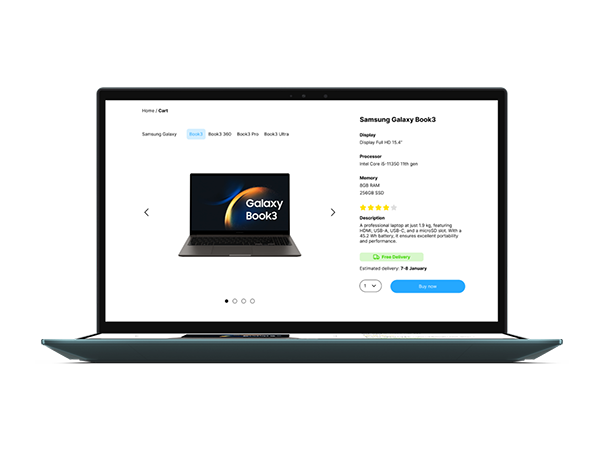 Home / Cart
Samsung Galaxy Book3 Book3 360 Book3 Pro Book3 Ultra
Galaxy
Book3
Samsung Galaxy Book3
Display
Display Full HD 15.4"
Processor
Intel Core i5-11350 11th gen
Memory
8GB RAM
256GB SSD
Description
A professional laptop at just 1.9 kg, featuring
HDMI, USB-A, USB-C, and a microSD slot. With a
45.2 Wh battery, it ensures excellent portability
and performance.
Free Delivery
Estimated delivery: 7-8 January
1
Buy now